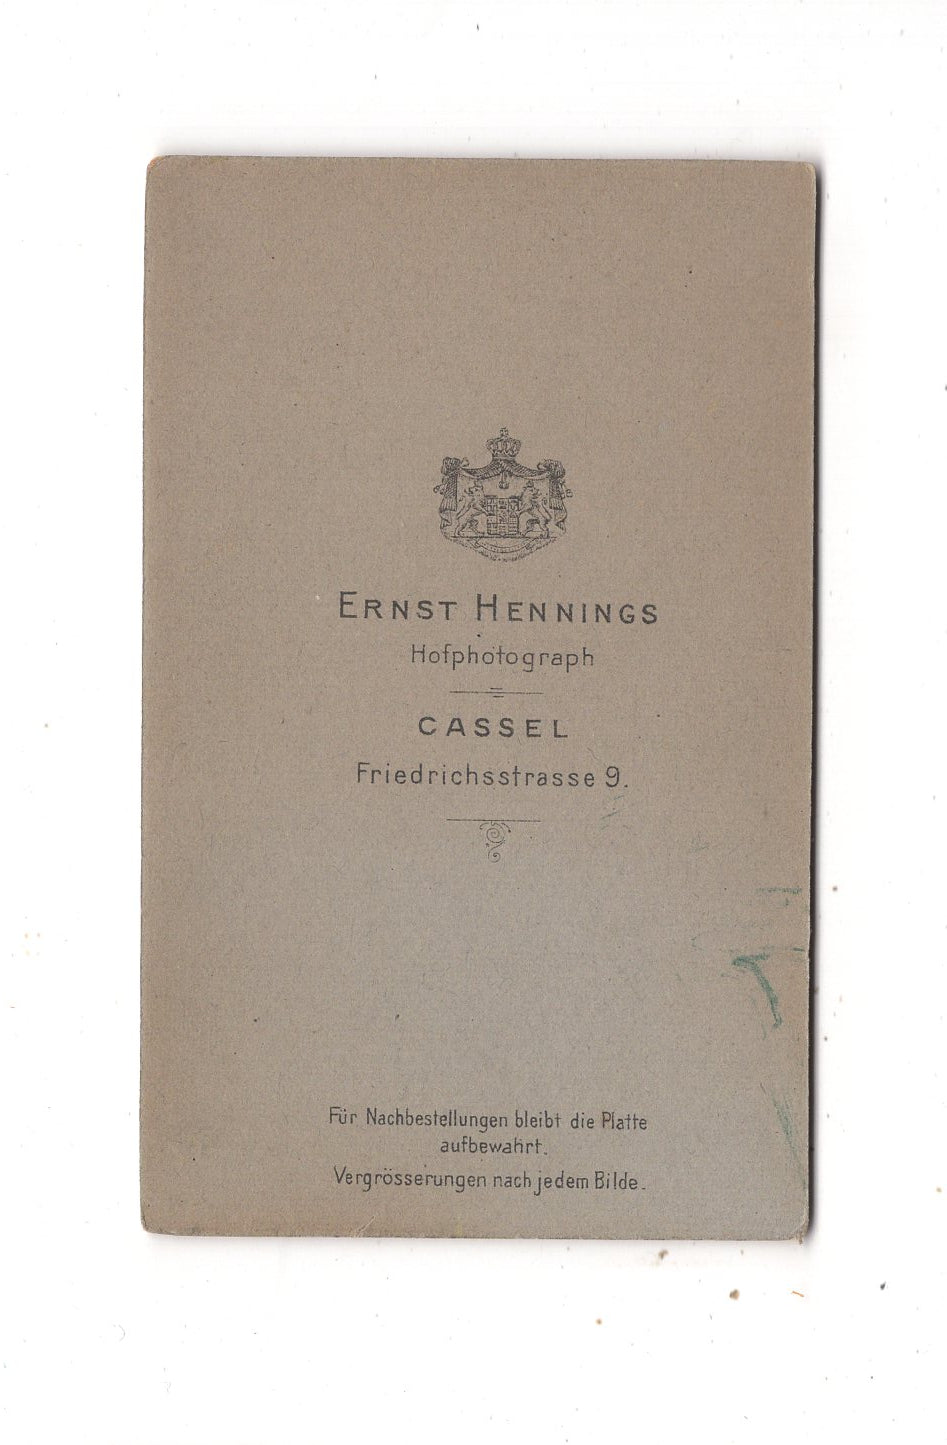 ERNST HENNINGS
Hofphotograph
CASSEL
Friedrichsstrasse 9.
Für Nachbestellungen bleibt die Platte
aufbewahrt.
Vergrösserungen nach jedem Bilde.